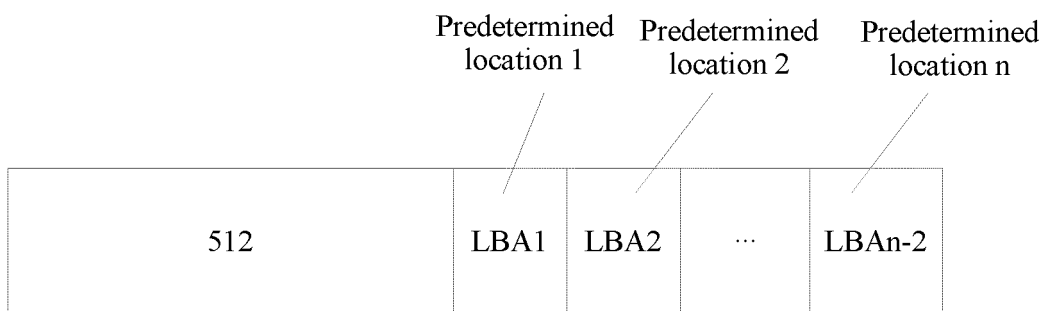 Predetermined location 1
Predetermined location 2
Predetermined location n
512
LBA1
LBA2
...
LBAn-2